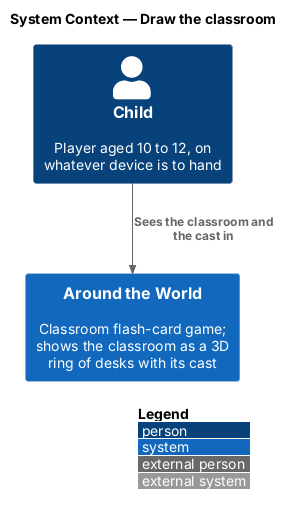 System Context — Draw the classroom
Child
Player aged 10 to 12, on
whatever device is to hand
Sees the classroom and
the cast in
Around the World
Classroom flash-card game;
shows the classroom as a 3D
ring of desks with its cast
Legend
person
system
external person
external system